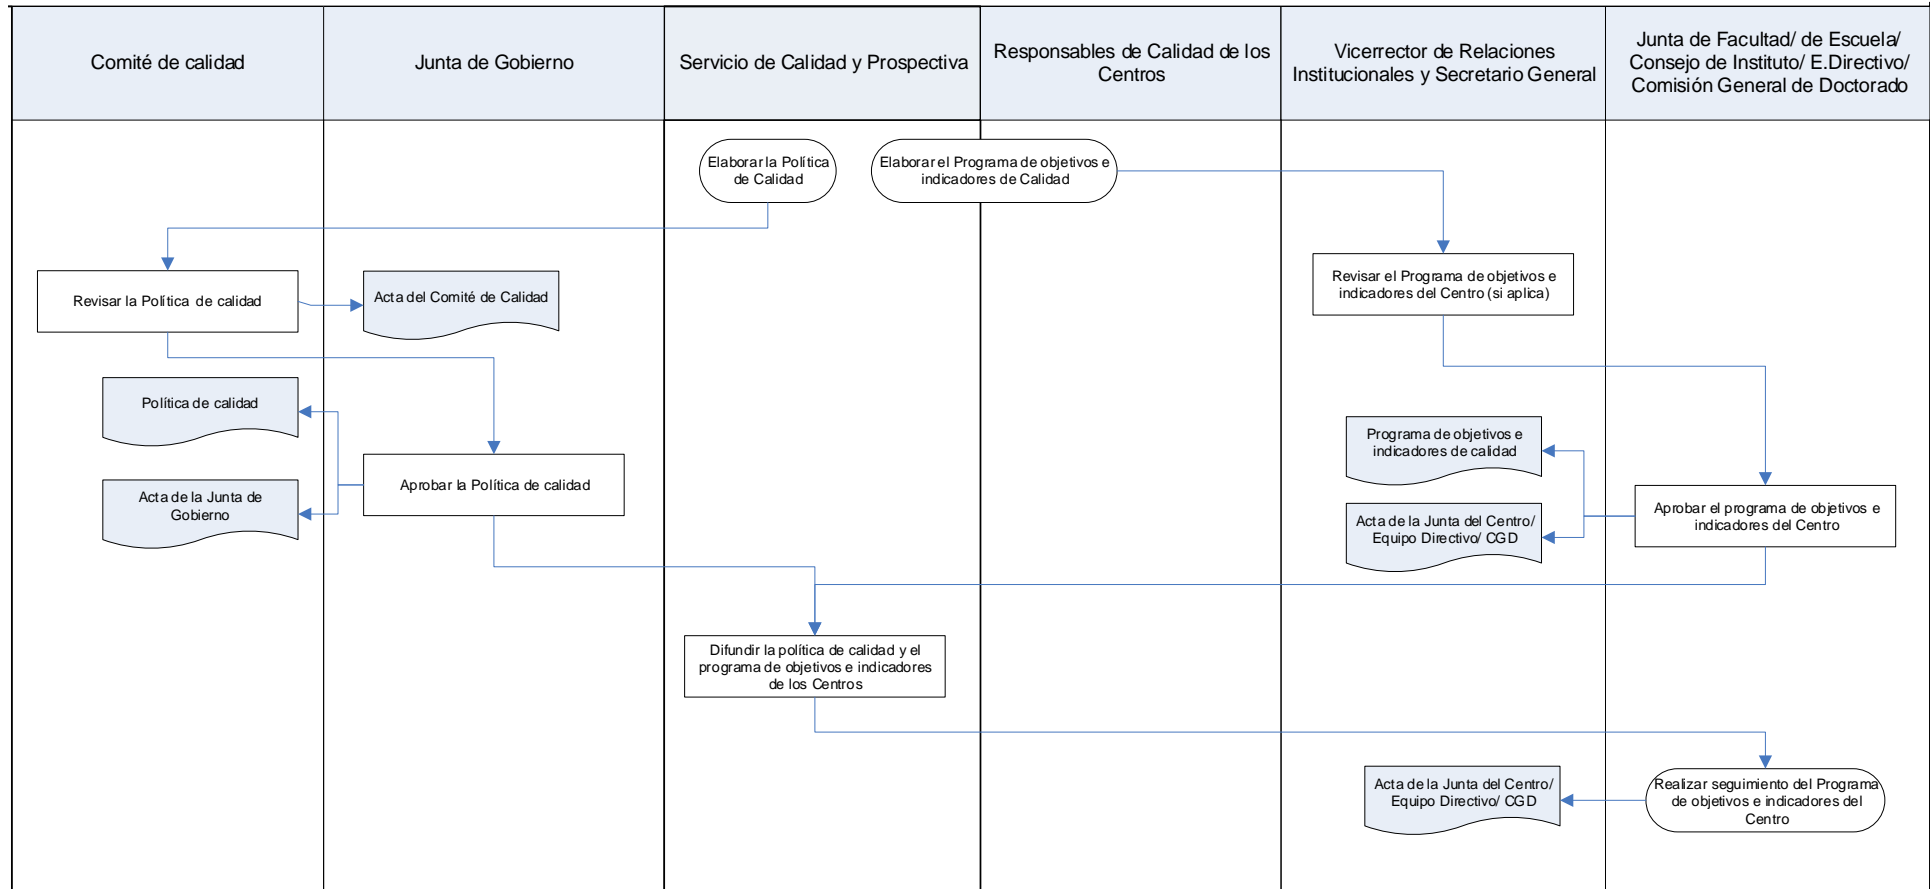 Comité de calidad
Junta de Gobierno
Servicio de Calidad y Prospectiva
Responsables de Calidad de los
Centros
Vicerrector de Relaciones
Institucionales y Secretario General
Junta de Facultad/ de Escuela/
Consejo de Instituto/ E.Directivo/
Comisión General de Doctorado
Elaborar la Política
de Calidad
Elaborar el Programa de objetivos e
indicadores de Calidad
Revisar la Política de calidad
Acta del Comité de Calidad
Revisar el Programa de objetivos e
indicadores del Centro (si aplica)
Política de calidad
Acta de la Junta de
Gobierno
Aprobar la Política de calidad
Programa de objetivos e
indicadores de calidad
Acta de la Junta del Centro/
Equipo Directivo/ CGD
Aprobar el programa de objetivos e
indicadores del Centro
Difundir la política de calidad y el
programa de objetivos e indicadores
de los Centros
Acta de la Junta del Centro/
Equipo Directivo/ CGD
Realizar seguimiento del Programa
de objetivos e indicadores del
Centro